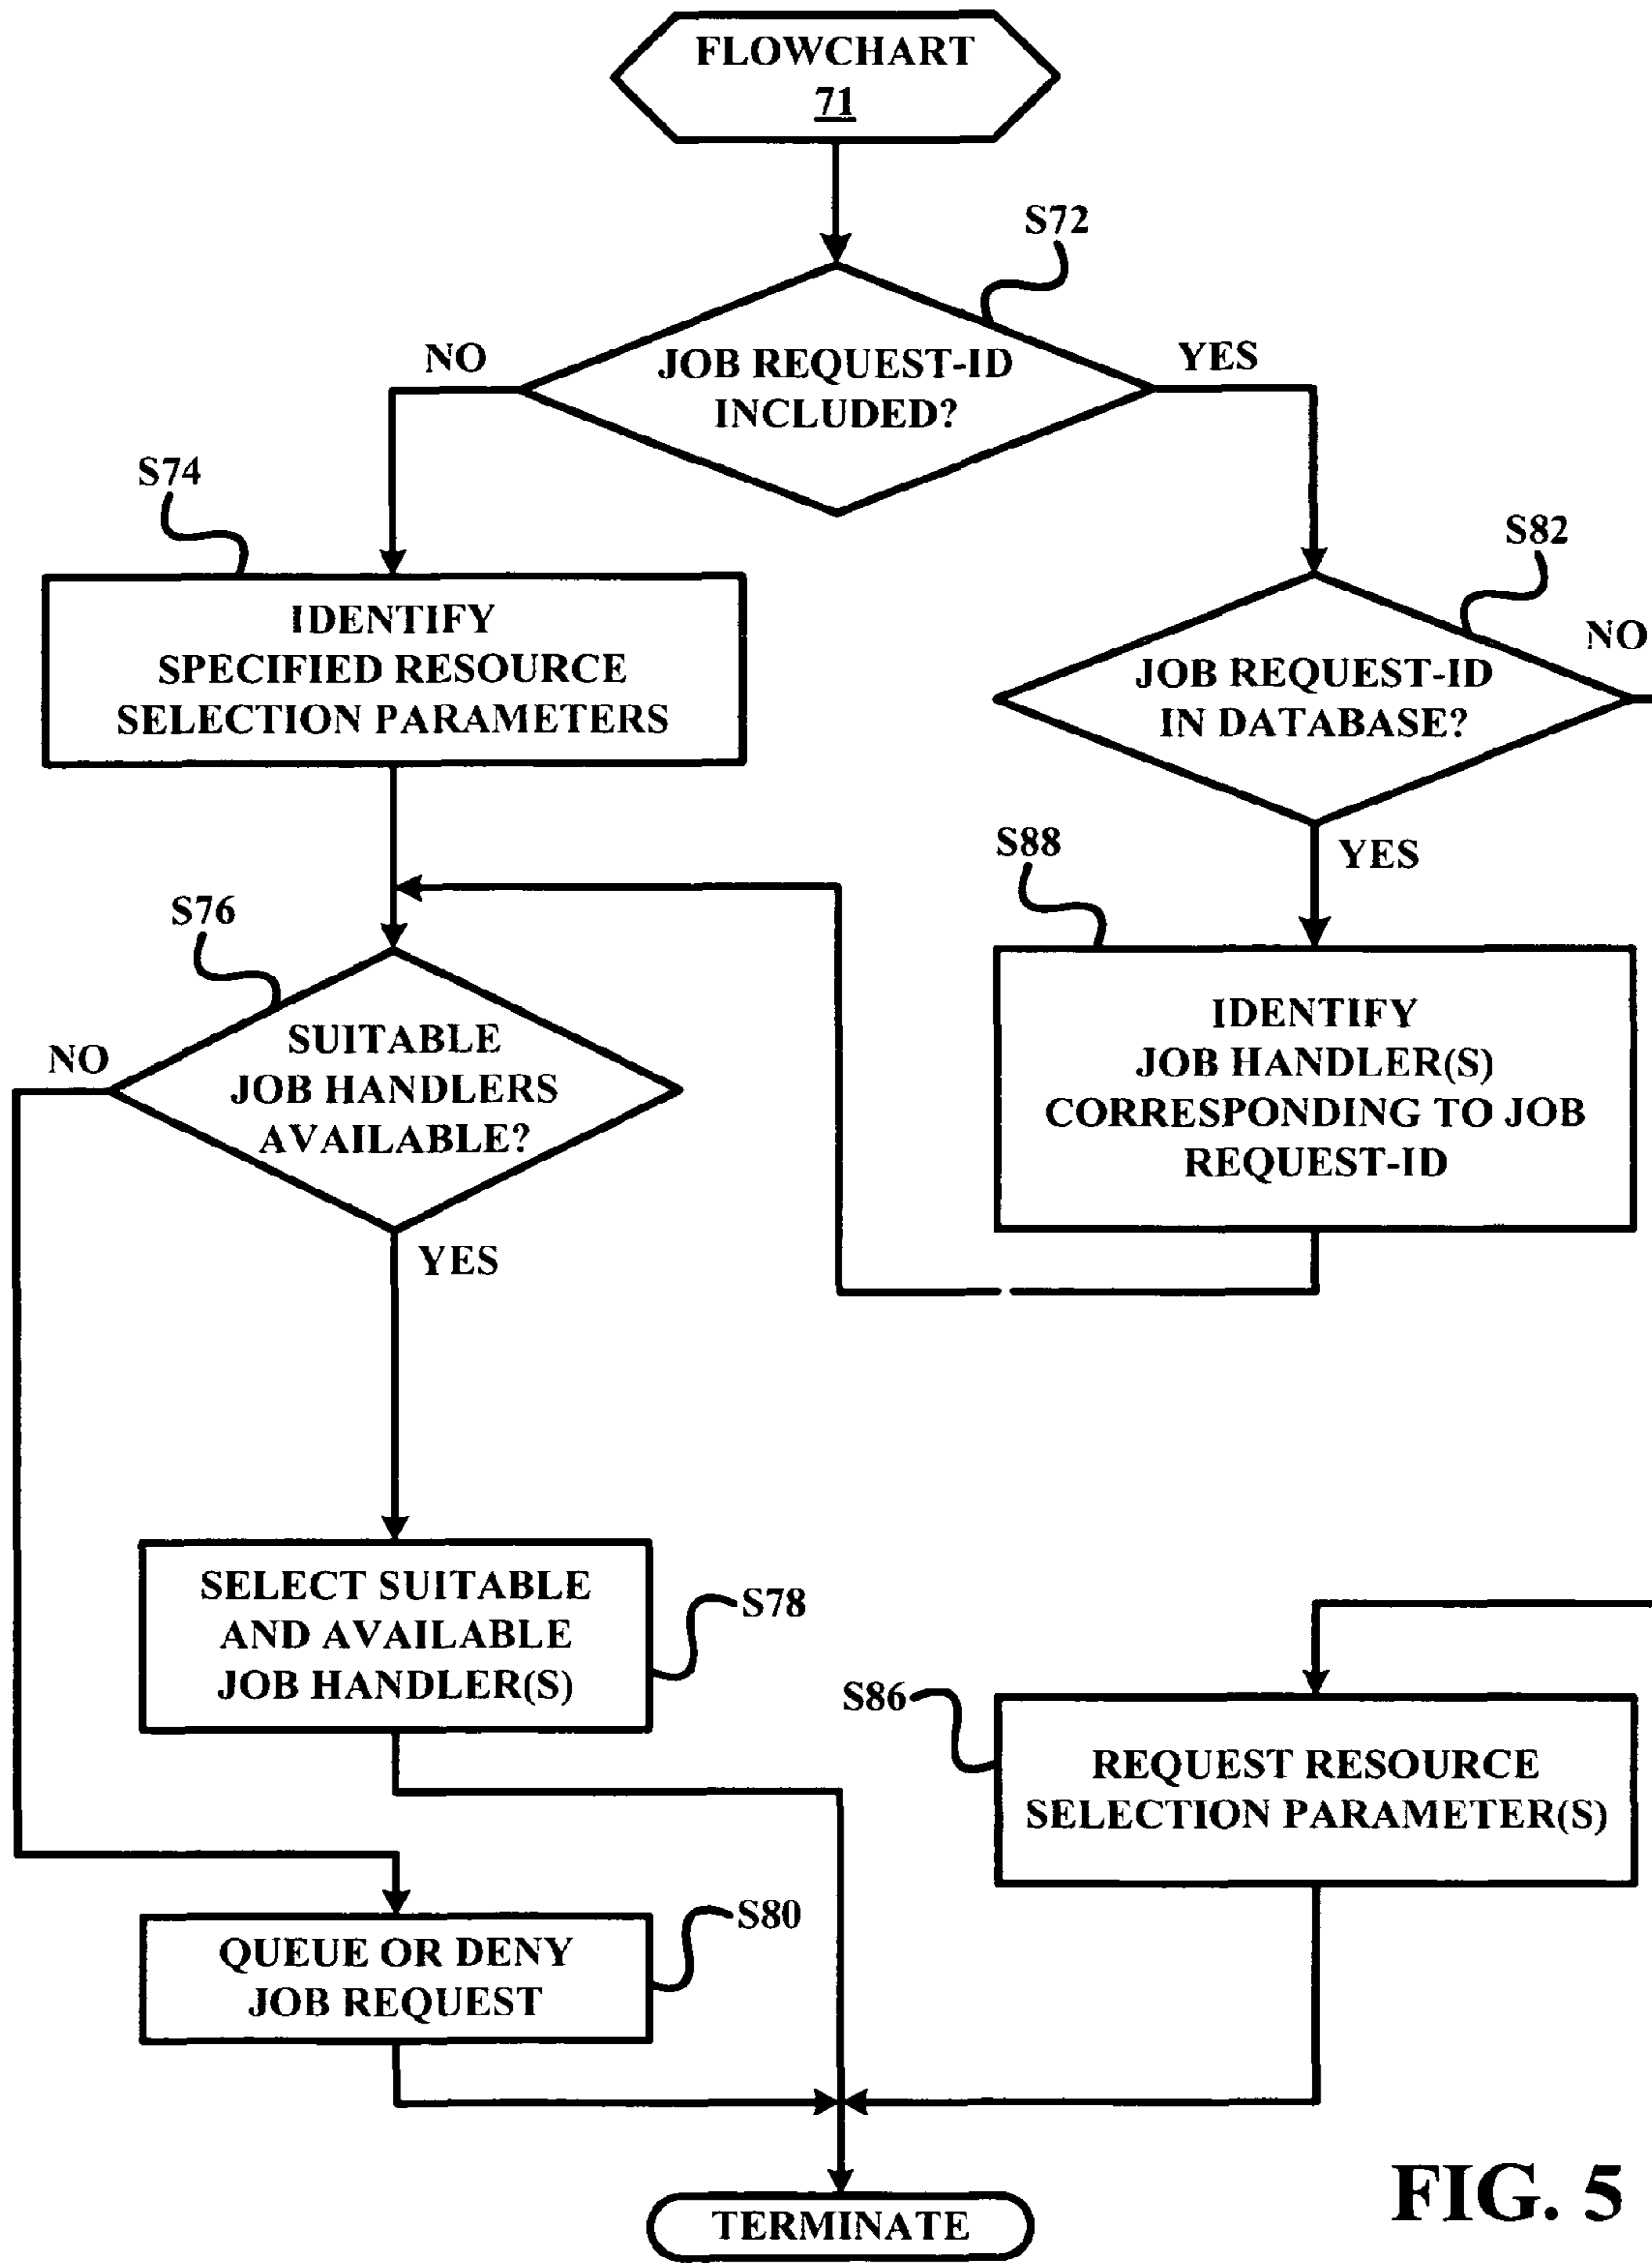 FLOWCHART
71
S72
NO
JOB REQUEST-ID
INCLUDED?
YES
S74
IDENTIFY
SPECIFIED RESOURCE
SELECTION PARAMETERS
S82
NO
JOB REQUEST-ID
IN DATABASE?
YES
S88
IDENTIFY
JOB HANDLER(S)
CORRESPONDING TO JOB
REQUEST-ID
S76
NO
SUITABLE
JOB HANDLERS
AVAILABLE?
YES
SELECT SUITABLE
AND AVAILABLE
JOB HANDLER(S)
S78
S86
REQUEST RESOURCE
SELECTION PARAMETER(S)
QUEUE OR DENY
JOB REQUEST
S80
TERMINATE
FIG. 5